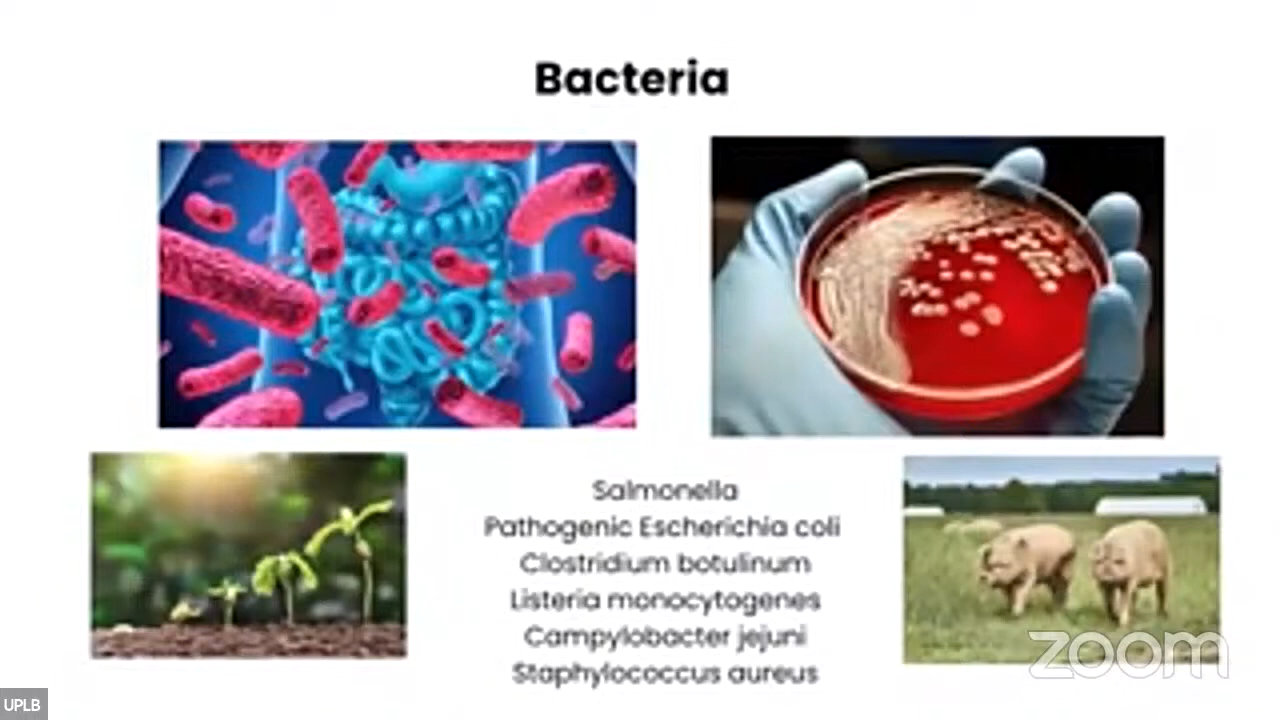 Bacteria
Salmonella
Pathogenic Escherichia coli
Clostridium botulinum
Listeria monocytogenes
Campylobacter jejuni
Staphylococcus aureus
zoom
UPLB